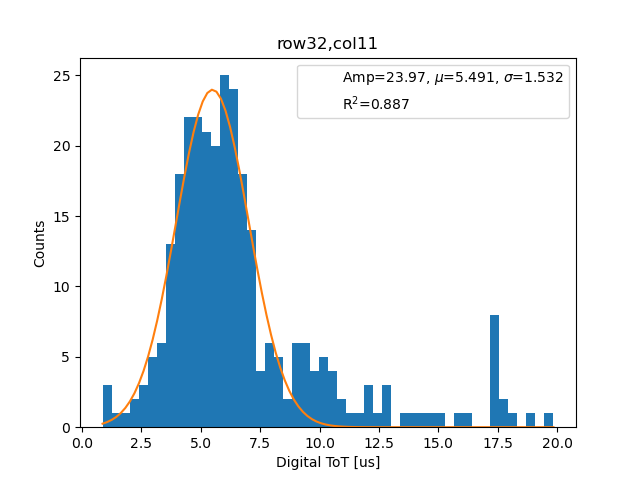 row32,col11
Amp=23.97, μ=5.491, σ=1.532
R²=0.887
Counts
25
20
15
10
5
0
0.0 2.5 5.0 7.5 10.0 12.5 15.0 17.5 20.0
Digital ToT [us]